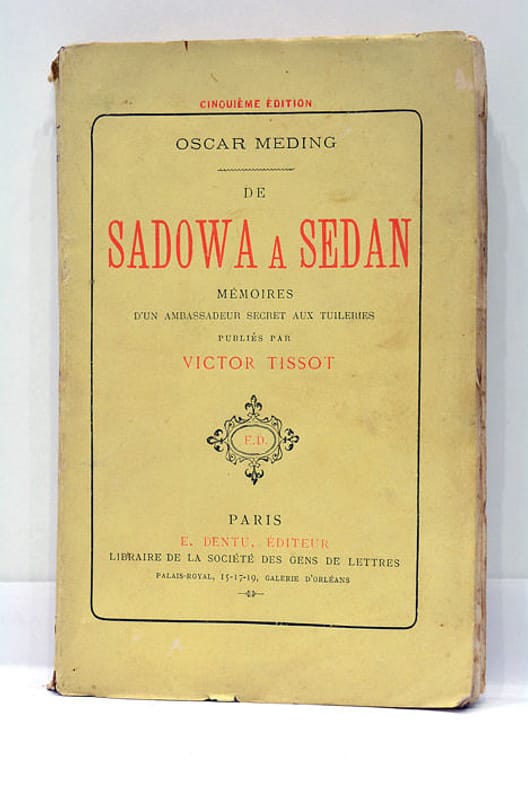 CINQUIÈME ÉDITION
OSCAR MEDING
DE
SADOWA A SEDAN
MÉMOIRES
D'UN AMBASSADEUR SECRET AUX TUILERIES
PUBLIÉS PAR
VICTOR TISSOT
E.D.
PARIS
E. DENTU, ÉDITEUR
LIBRAIRE DE LA SOCIÉTÉ DES GENS DE LETTRES
PALAIS-ROYAL, 15-17-19, GALERIE D'ORLÉANS